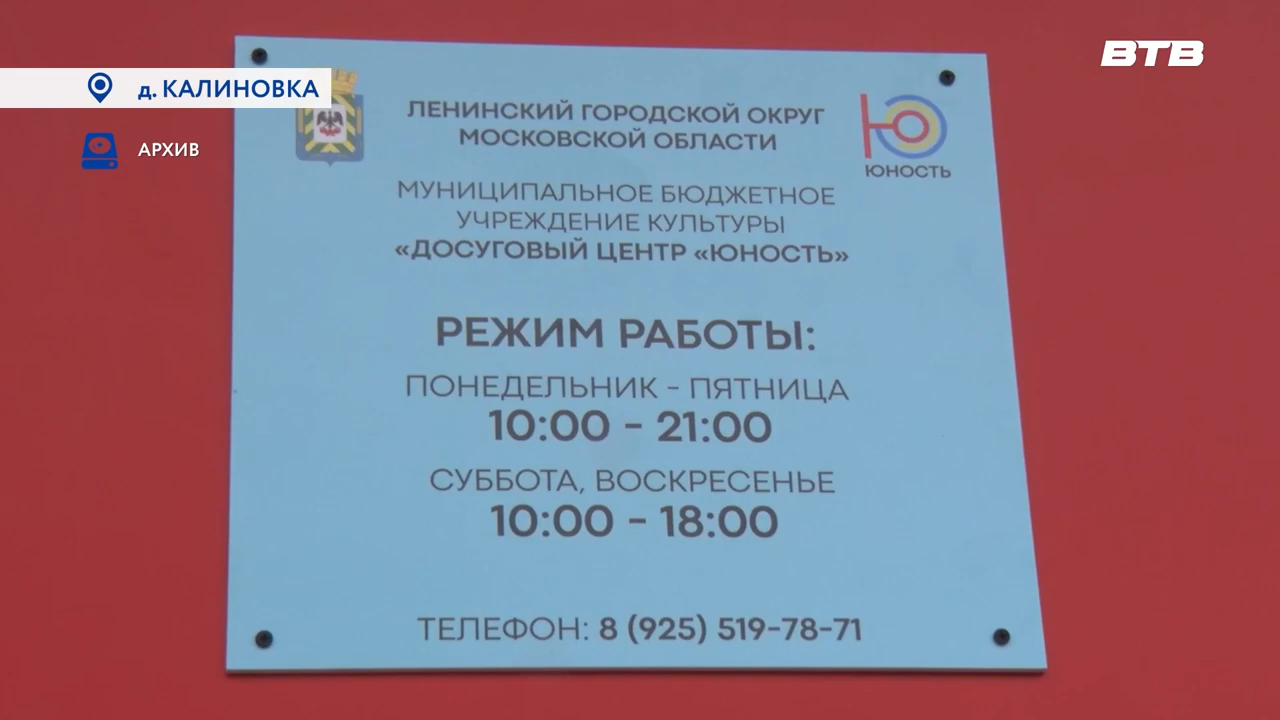 ВТВ
д. КАЛИНОВКА
АРХИВ
ЛЕНИНСКИЙ ГОРОДСКОЙ ОКРУГ
МОСКОВСКОЙ ОБЛАСТИ
ЮНОСТЬ
МУНИЦИПАЛЬНОЕ БЮДЖЕТНОЕ
УЧРЕЖДЕНИЕ КУЛЬТУРЫ
«ДОСУГОВЫЙ ЦЕНТР «ЮНОСТЬ»
РЕЖИМ РАБОТЫ:
ПОНЕДЕЛЬНИК - ПЯТНИЦА
10:00 - 21:00
СУББОТА, ВОСКРЕСЕНЬЕ
10:00 - 18:00
ТЕЛЕФОН: 8 (925) 519-78-71